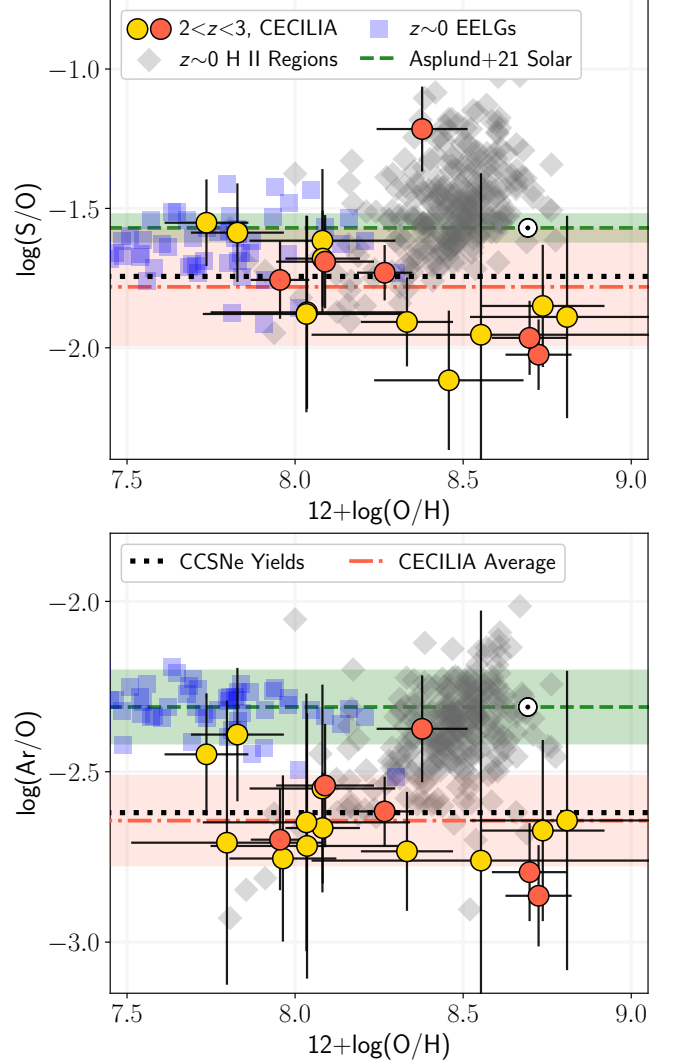 2<z<3, CECILIA
z∼0 EELGs
z∼0 H II Regions
Asplund+21 Solar
−1.0
−1.5
−2.0
log(S/O)
7.5 8.0 8.5 9.0
12+log(O/H)
CCSNe Yields
CECILIA Average
−2.0
−2.5
−3.0
log(Ar/O)
7.5 8.0 8.5 9.0
12+log(O/H)